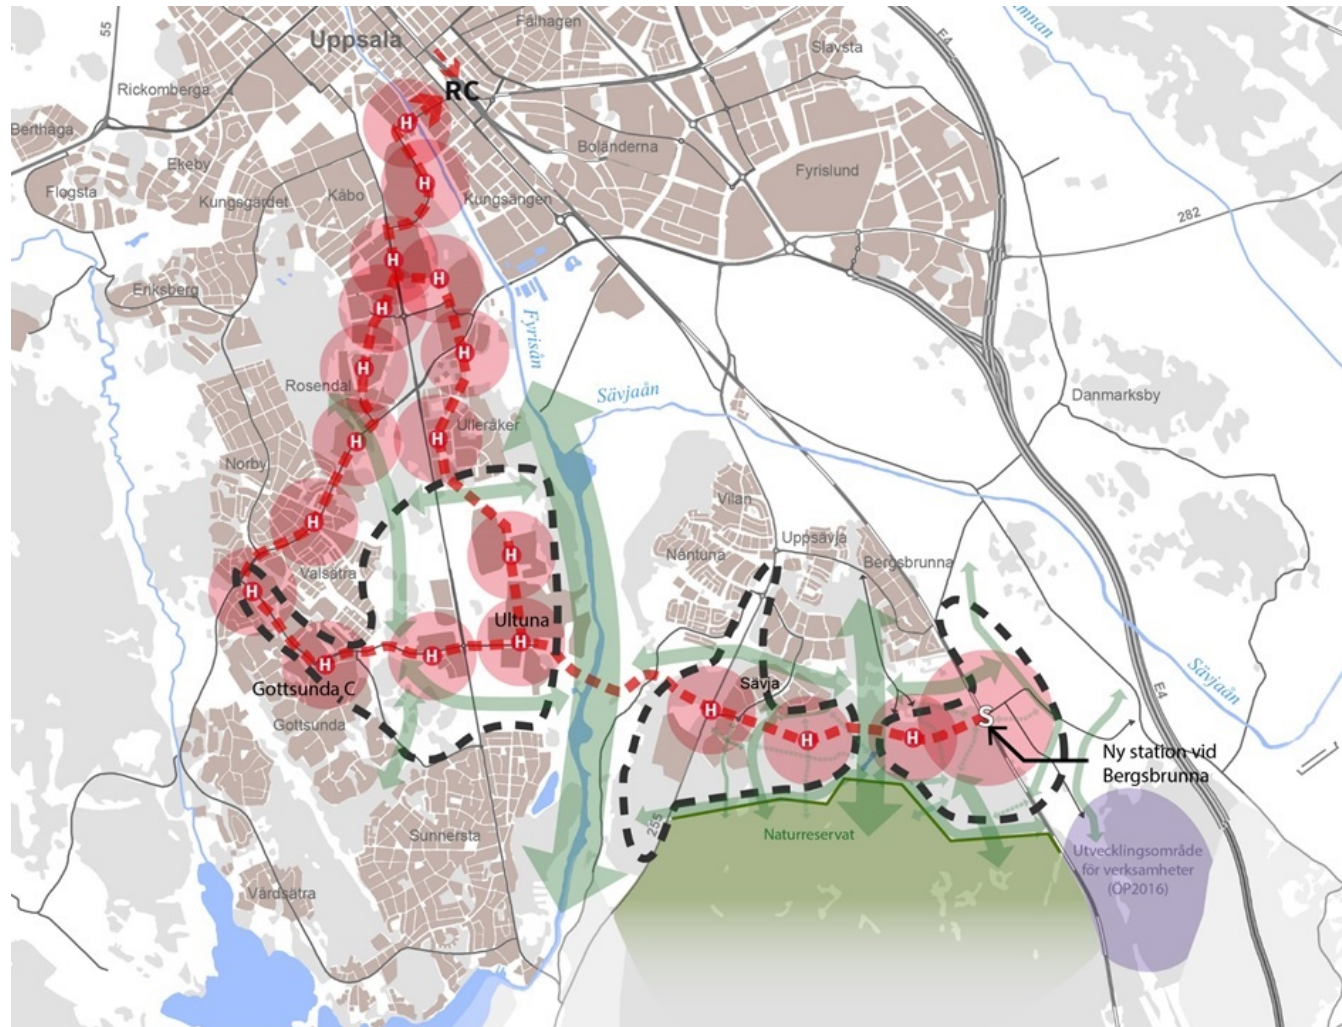 55
Uppsala
Fålhagen
E4
Slavsta
Rickomberga
RC
Berthåga
Ekeby
Boländerna
Fyrislund
Flogsta
Kåbo
Kungsgärdet
Kungsängen
282
H
H
H
H
Eriksberg
H
Fyrisån
H
H
Rosendal
Sävjaån
Danmarksby
Ulleråker
H
H
Norby
Vilan
H
Uppsävja
Nåntuna
Bergsbrunna
H
Valsätra
H
Ultuna
H
H
H
Sävjaån
Gottsunda C
Sävja
E4
Gottsunda
H
H
H
S
Ny station vid
Bergsbrunna
255
Naturreservat
Sunnersta
Utvecklingsområde
för verksamheter
(ÖP2016)
Vårdsätra